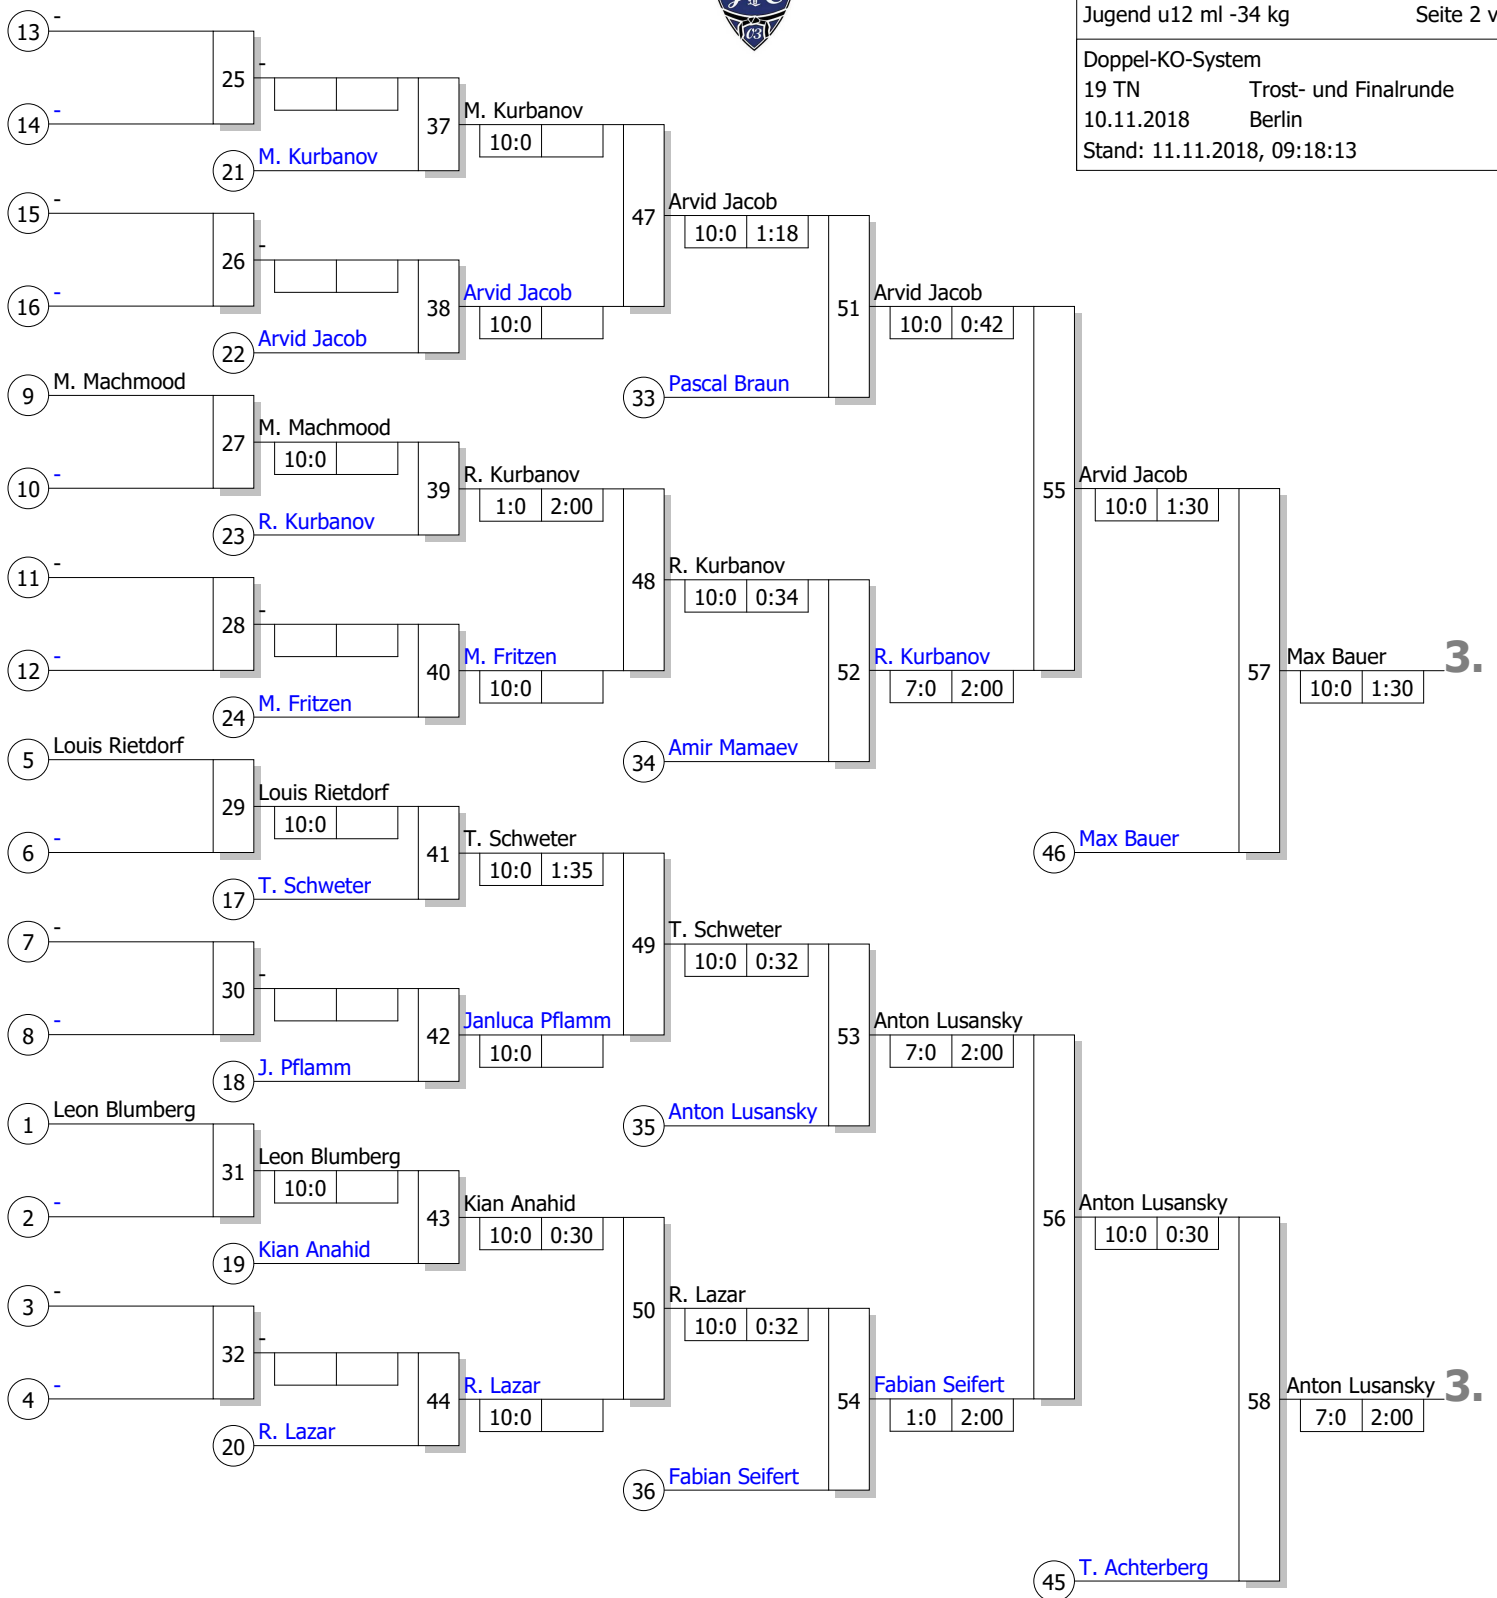 Jugend u12 ml -34 kg Seite 2 v
Doppel-KO-System
19 TN Trost- und Finalrunde
10.11.2018 Berlin
Stand: 11.11.2018, 09:18:13
C3
13 -
25 -
14 -
37 M. Kurbanov
10:0
21 M. Kurbanov
15 -
47 Arvid Jacob
10:0 1:18
26 -
16 -
38 Arvid Jacob
10:0
22 Arvid Jacob
51 Arvid Jacob
10:0 0:42
33 Pascal Braun
9 M. Machmood
27 M. Machmood
10:0
10 -
39 R. Kurbanov
1:0 2:00
23 R. Kurbanov
55 Arvid Jacob
10:0 1:30
11 -
48 R. Kurbanov
10:0 0:34
28 -
12 -
40 M. Fritzen
10:0
24 M. Fritzen
52 R. Kurbanov
7:0 2:00
57 Max Bauer 3.
10:0 1:30
34 Amir Mamaev
5 Louis Rietdorf
29 Louis Rietdorf
10:0
6 -
41 T. Schweter
10:0 1:35
46 Max Bauer
17 T. Schweter
7 -
49 T. Schweter
10:0 0:32
30 -
8 -
42 Janluca Pflamm
10:0
18 J. Pflamm
53 Anton Lusansky
7:0 2:00
35 Anton Lusansky
1 Leon Blumberg
31 Leon Blumberg
10:0
2 -
43 Kian Anahid
10:0 0:30
19 Kian Anahid
56 Anton Lusansky
10:0 0:30
3 -
50 R. Lazar
10:0 0:32
32 -
4 -
44 R. Lazar
10:0
20 R. Lazar
54 Fabian Seifert
1:0 2:00
58 Anton Lusansky 3.
7:0 2:00
36 Fabian Seifert
45 T. Achterberg